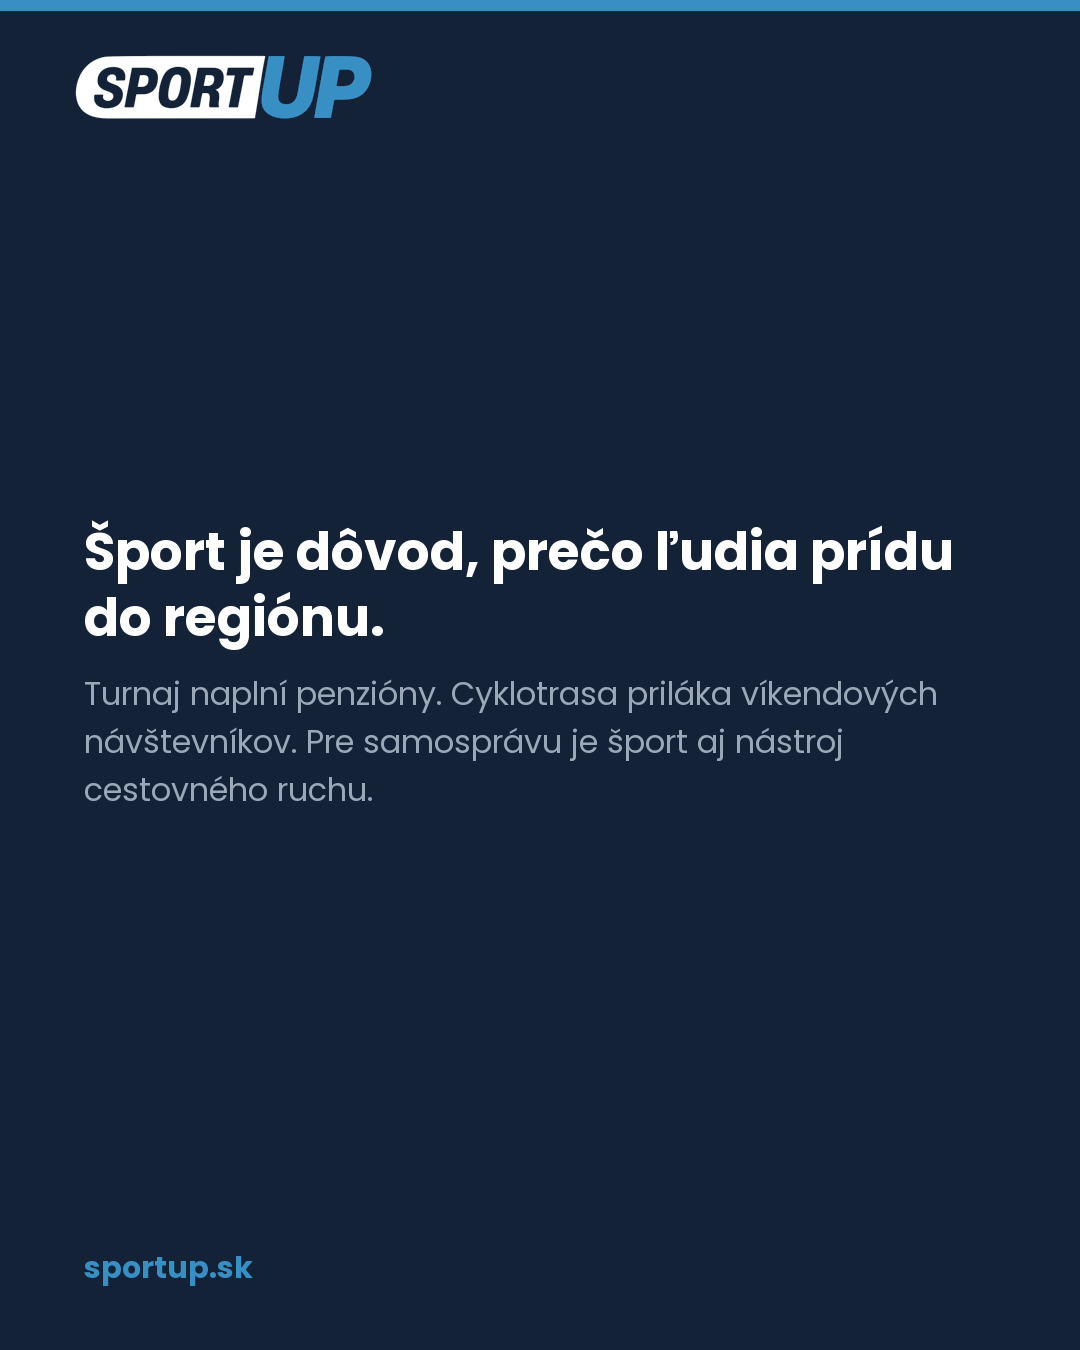 SPORTUP
Šport je dôvod, prečo ľudia prídu
do regiónu.
Turnaj naplní penzióny. Cyklotrasa priláka víkendových
návštevníkov. Pre samosprávu je šport aj nástroj
cestovného ruchu.
sportup.sk